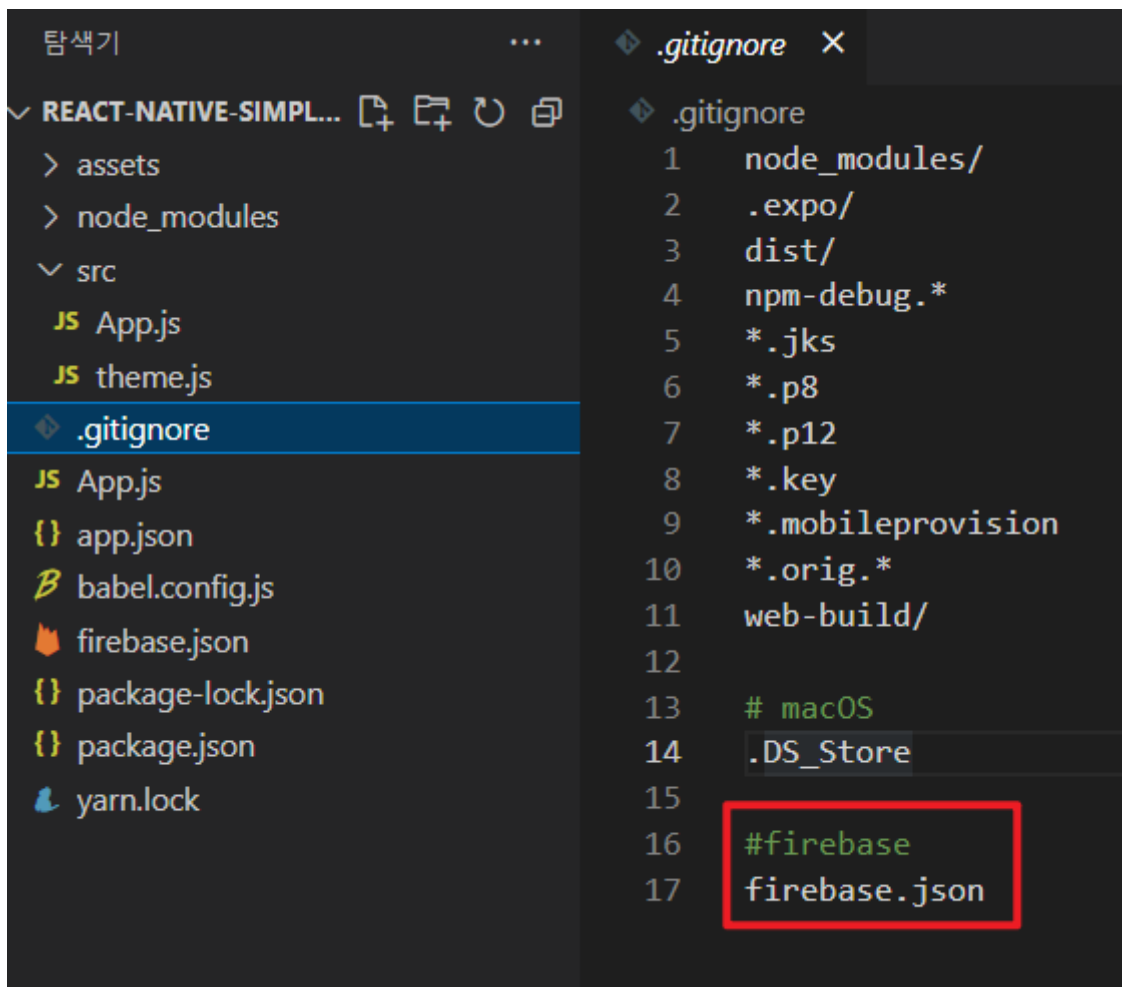 탐색기 ...
REACT-NATIVE-SIMPL...
assets
node_modules
src
JS App.js
JS theme.js
.gitignore
JS App.js
{} app.json
babel.config.js
firebase.json
{} package-lock.json
{} package.json
yarn.lock
.gitignore
.gitignore
1 node_modules/
2 .expo/
3 dist/
4 npm-debug.*
5 *.jks
6 *.p8
7 *.p12
8 *.key
9 *.mobileprovision
10 *.orig.*
11 web-build/
12
13 # macOS
14 .DS_Store
15
16 #firebase
17 firebase.json